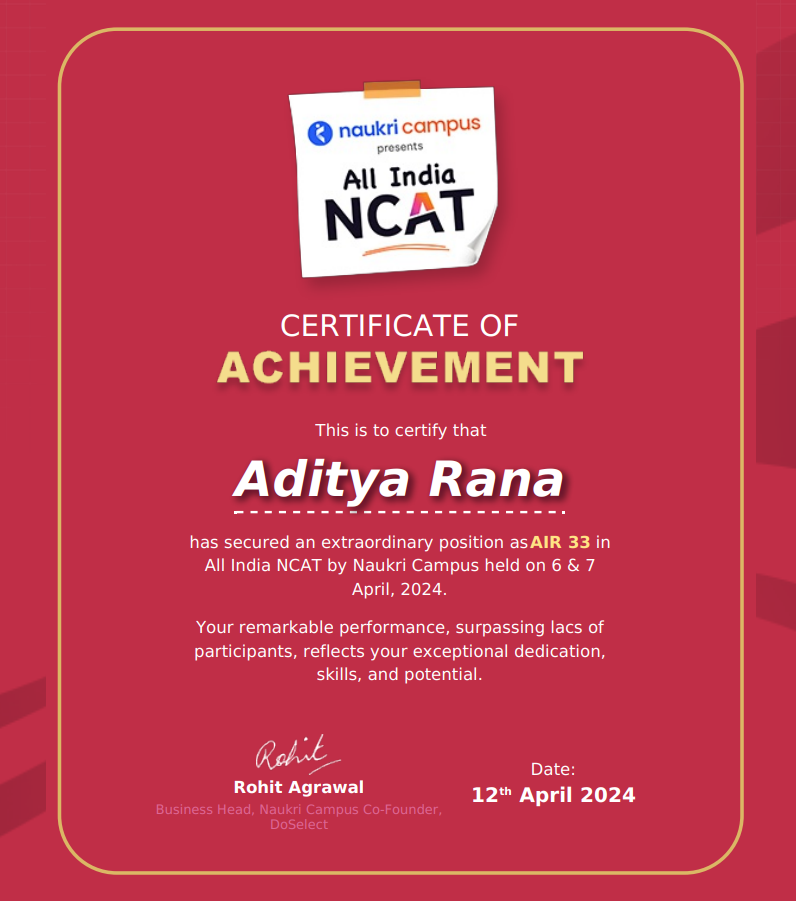 naukri campus
presents
All India
NCAT
CERTIFICATE OF
ACHIEVEMENT
This is to certify that
Aditya Rana
has secured an extraordinary position as AIR 33 in
All India NCAT by Naukri Campus held on 6 & 7
April, 2024.
Your remarkable performance, surpassing lacs of
participants, reflects your exceptional dedication,
skills, and potential.
Rohit
Rohit Agrawal
Business Head, Naukri Campus Co-Founder,
DoSelect
Date:
12th April 2024